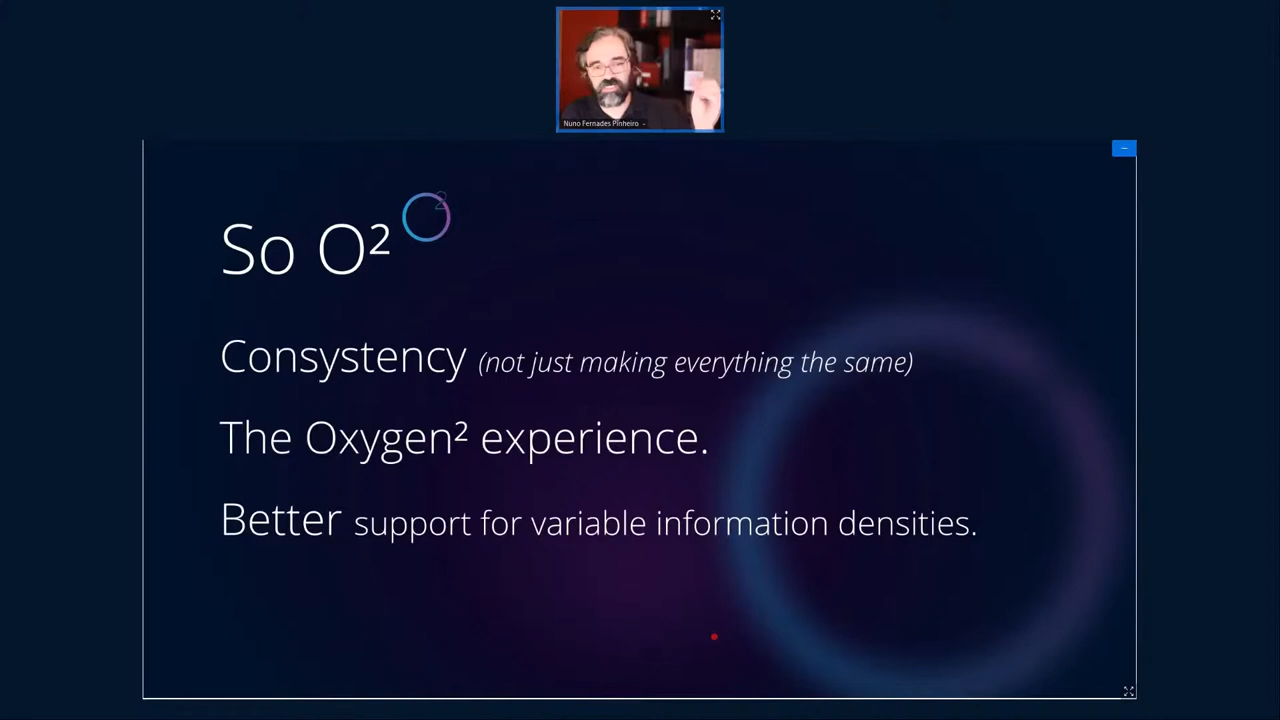 Nuno Fernades Pinheiro
So O²
2
Consystency (not just making everything the same)
The Oxygen² experience.
Better support for variable information densities.